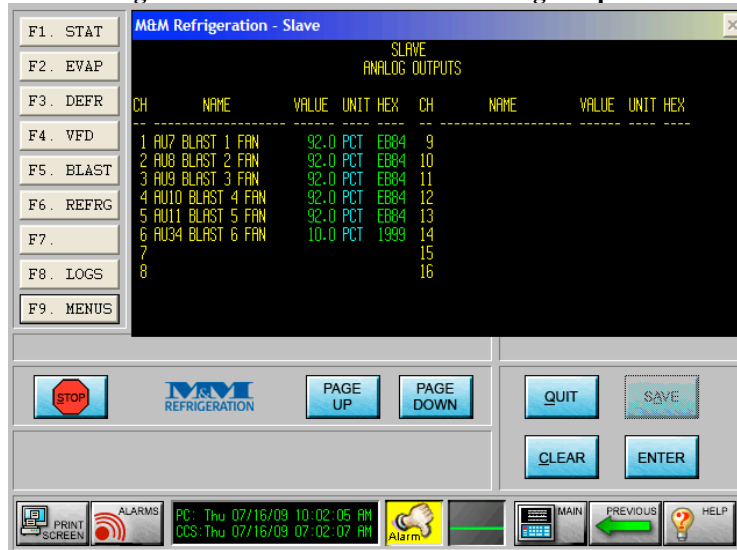 F1. STAT
F2. EVAP
F3. DEFR
F4. VFD
F5. BLAST
F6. REFRG
F7.
F8. LOGS
F9. MENUS
M&M Refrigeration - Slave
SLAVE
ANALOG OUTPUTS
CH NAME VALUE UNIT HEX CH NAME VALUE UNIT HEX
1 AU7 BLAST 1 FAN 92.0 PCT EB84 9
2 AU8 BLAST 2 FAN 92.0 PCT EB84 10
3 AU9 BLAST 3 FAN 92.0 PCT EB84 11
4 AU10 BLAST 4 FAN 92.0 PCT EB84 12
5 AU11 BLAST 5 FAN 92.0 PCT EB84 13
6 AU34 BLAST 6 FAN 10.0 PCT 1999 14
7 15
8 16
STOP
M&M
REFRIGERATION
PAGE UP
PAGE DOWN
QUIT
SAVE
CLEAR
ENTER
PRINT SCREEN
ALARMS
PC: Thu 07/16/09 10:02:05 AM
CCS:Thu 07/16/09 07:02:07 AM
Alarm
MAIN
PREVIOUS
HELP